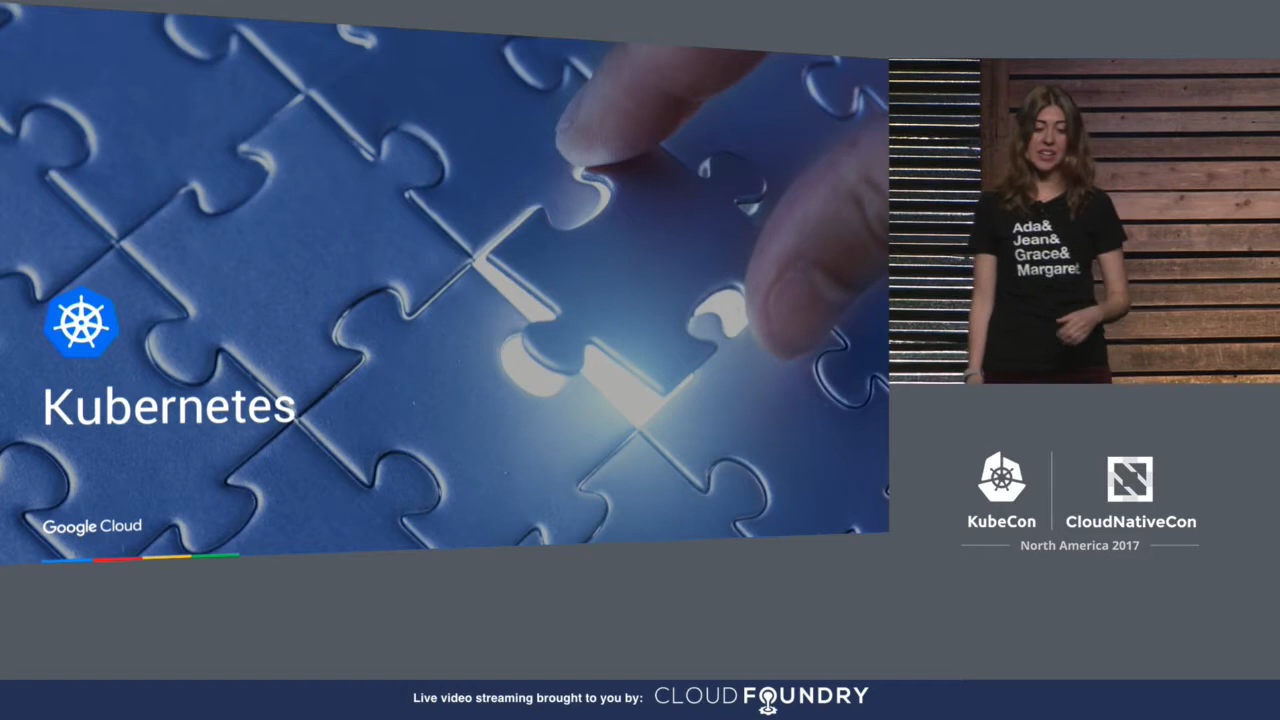 Kubernetes
Google Cloud
Ada&
Jean&
Grace&
Margaret
KubeCon
CloudNativeCon
North America 2017
Live video streaming brought to you by: CLOUD FOUNDRY